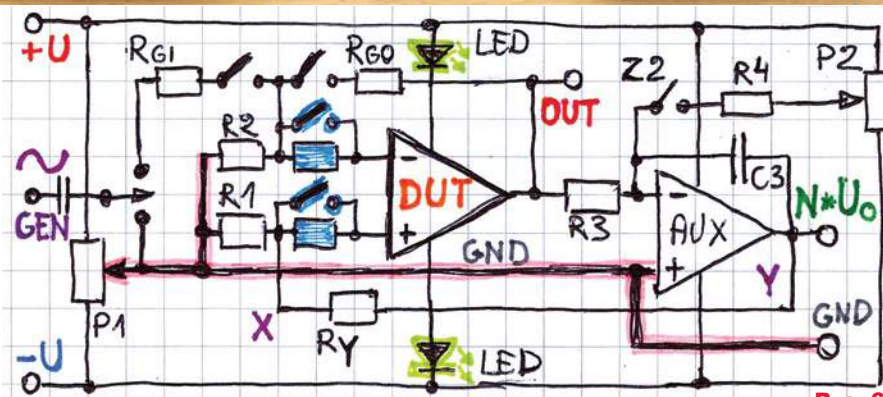 +U
RG1
RG0
LED
OUT
Z2
R4
P2
R2
GEN
R1
-
DUT
+
R3
-
AUX
+
C3
N*U0
GND
Y
P1
X
RY
GND
-U
LED